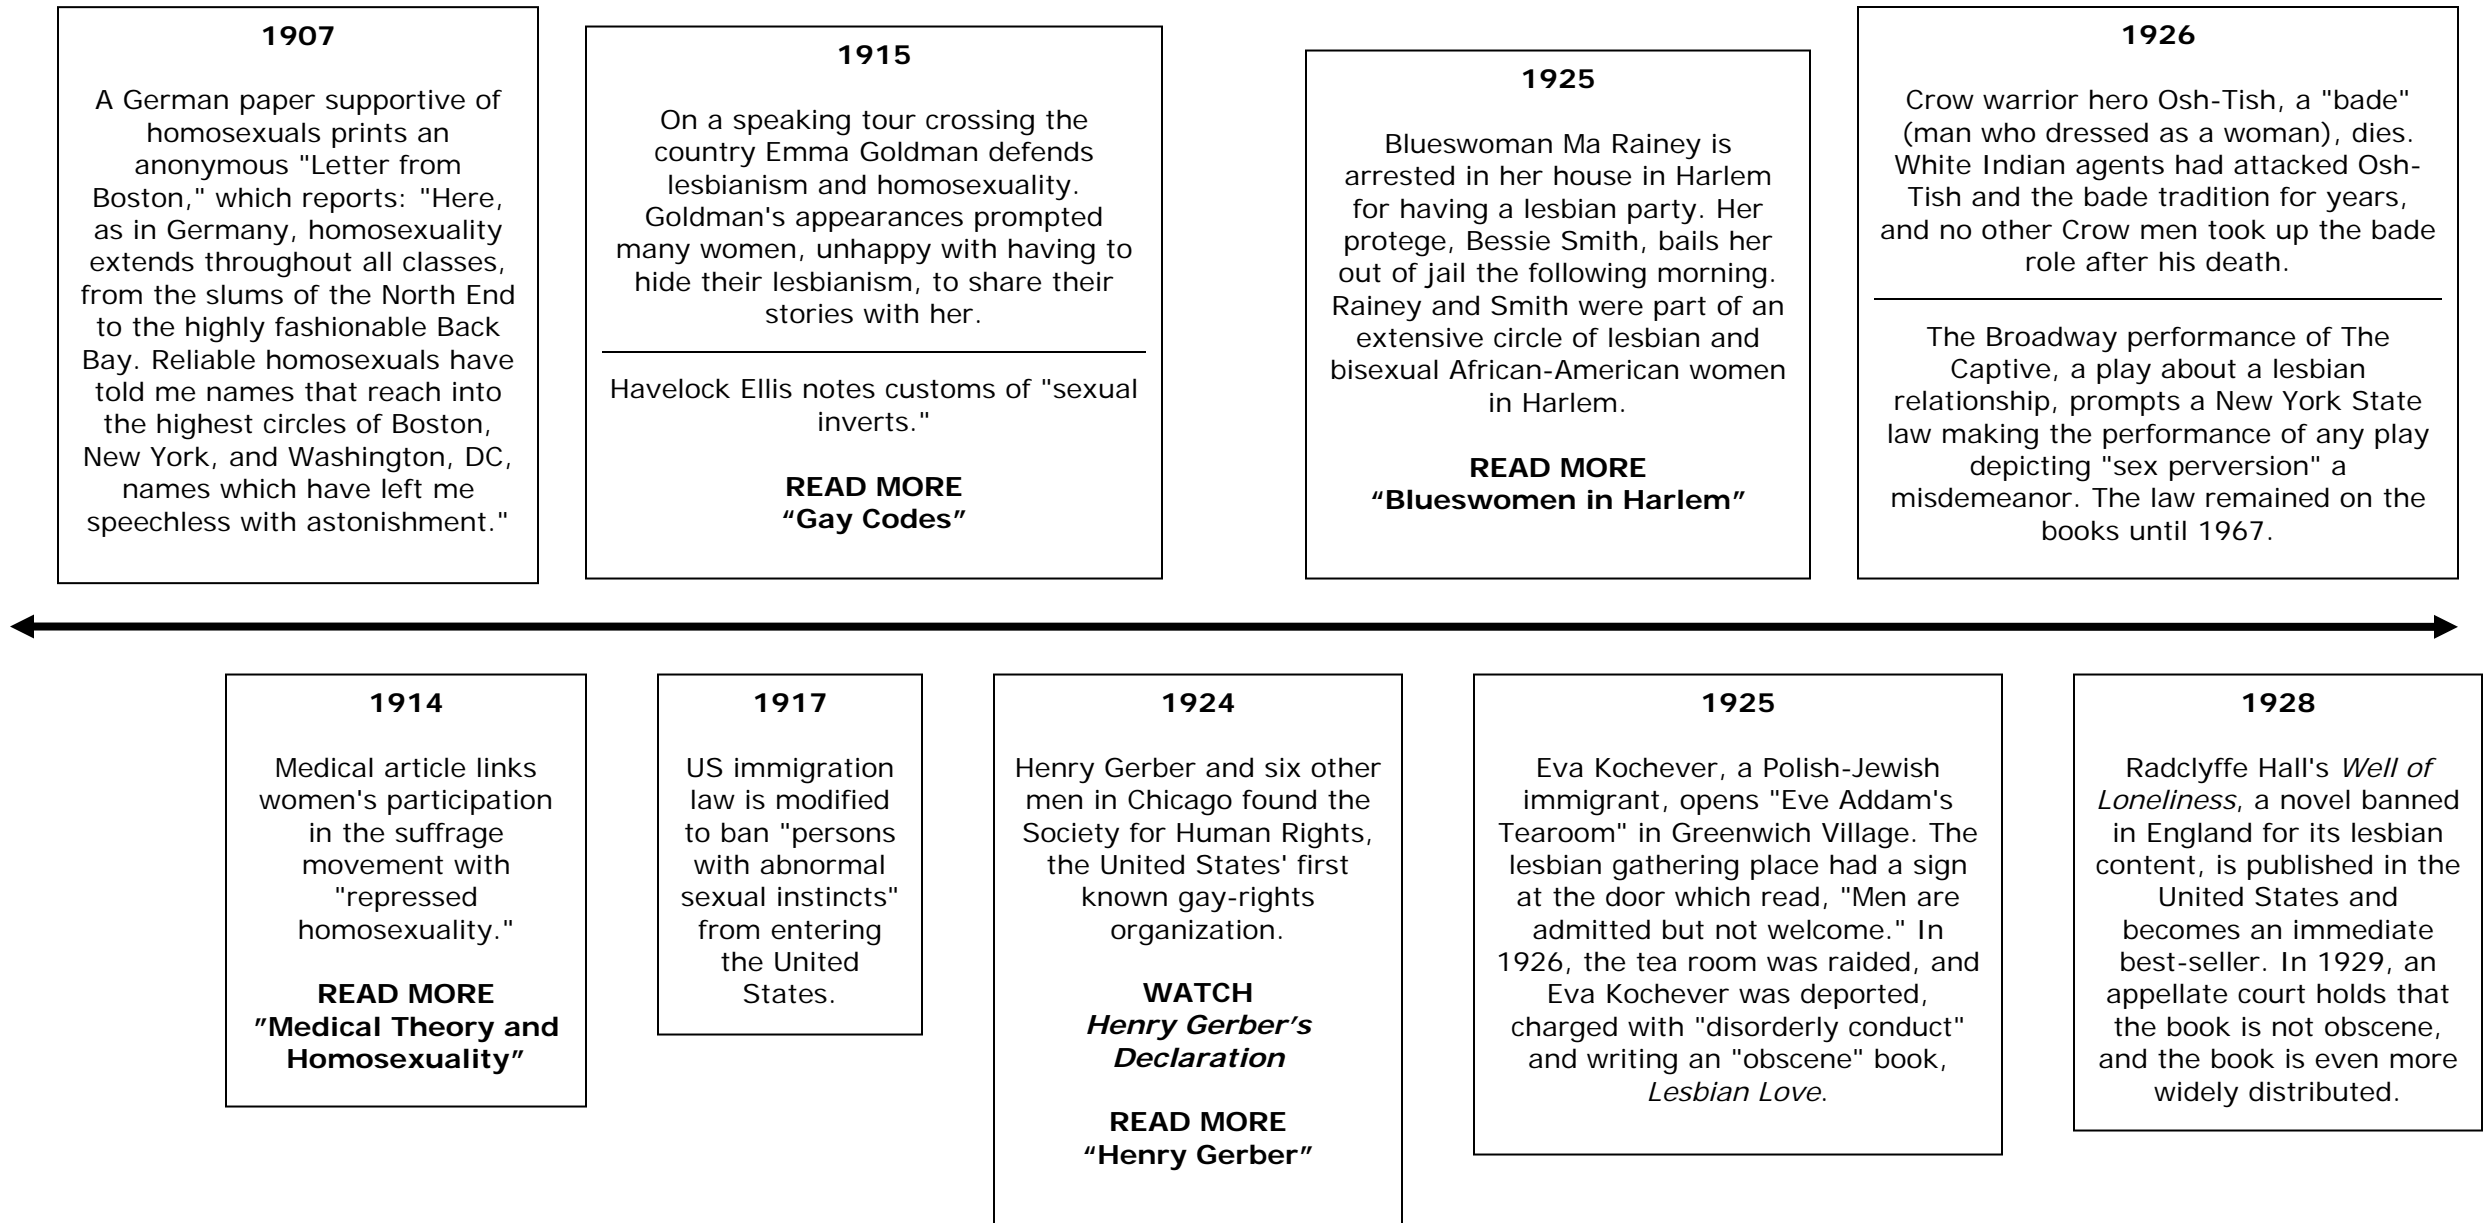 1907
A German paper supportive of
homosexuals prints an
anonymous "Letter from
Boston," which reports: "Here,
as in Germany, homosexuality
extends throughout all classes,
from the slums of the North End
to the highly fashionable Back
Bay. Reliable homosexuals have
told me names that reach into
the highest circles of Boston,
New York, and Washington, DC,
names which have left me
speechless with astonishment."
1915
On a speaking tour crossing the
country Emma Goldman defends
lesbianism and homosexuality.
Goldman's appearances prompted
many women, unhappy with having to
hide their lesbianism, to share their
stories with her.
Havelock Ellis notes customs of "sexual
inverts."
READ MORE
“Gay Codes”
1925
Blueswoman Ma Rainey is
arrested in her house in Harlem
for having a lesbian party. Her
protege, Bessie Smith, bails her
out of jail the following morning.
Rainey and Smith were part of an
extensive circle of lesbian and
bisexual African-American women
in Harlem.
READ MORE
“Blueswomen in Harlem”
1926
Crow warrior hero Osh-Tish, a "bade"
(man who dressed as a woman), dies.
White Indian agents had attacked Osh-
Tish and the bade tradition for years,
and no other Crow men took up the bade
role after his death.
The Broadway performance of The
Captive, a play about a lesbian
relationship, prompts a New York State
law making the performance of any play
depicting "sex perversion" a
misdemeanor. The law remained on the
books until 1967.
1914
Medical article links
women's participation
in the suffrage
movement with
"repressed
homosexuality."
READ MORE
”Medical Theory and
Homosexuality”
1917
US immigration
law is modified
to ban "persons
with abnormal
sexual instincts"
from entering
the United
States.
1924
Henry Gerber and six other
men in Chicago found the
Society for Human Rights,
the United States' first
known gay-rights
organization.
WATCH
Henry Gerber’s
Declaration
READ MORE
“Henry Gerber”
1925
Eva Kochever, a Polish-Jewish
immigrant, opens "Eve Addam's
Tearoom" in Greenwich Village. The
lesbian gathering place had a sign
at the door which read, "Men are
admitted but not welcome." In
1926, the tea room was raided, and
Eva Kochever was deported,
charged with "disorderly conduct"
and writing an "obscene" book,
Lesbian Love.
1928
Radclyffe Hall's Well of
Loneliness, a novel banned
in England for its lesbian
content, is published in the
United States and
becomes an immediate
best-seller. In 1929, an
appellate court holds that
the book is not obscene,
and the book is even more
widely distributed.